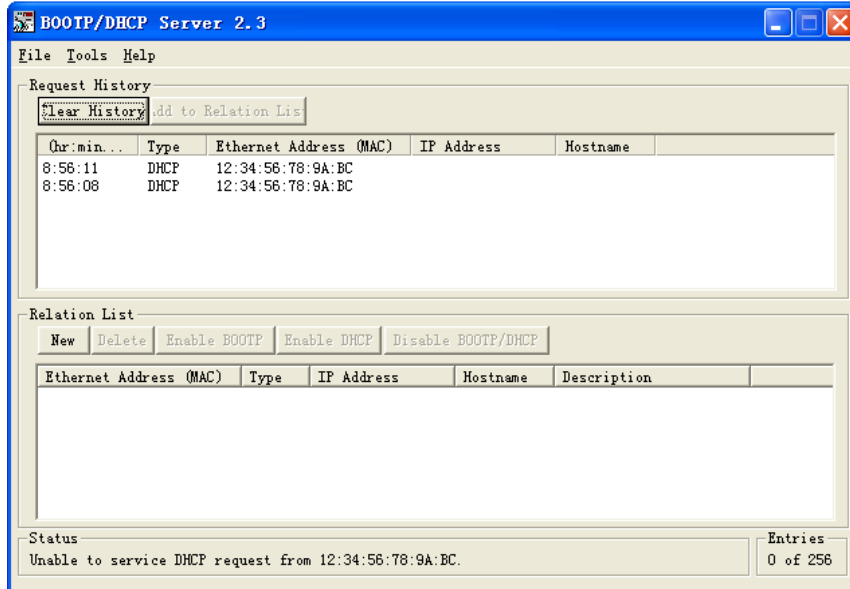 BOOTP/DHCP Server 2.3
File Tools Help
Request History
Clear History dd to Relation Lis
(hr:min... Type Ethernet Address (MAC) IP Address Hostname
8:56:11 DHCP 12:34:56:78:9A:BC
8:56:08 DHCP 12:34:56:78:9A:BC
Relation List
New Delete Enable BOOTP Enable DHCP Disable BOOTP/DHCP
Ethernet Address (MAC) Type IP Address Hostname Description
Status Entries
Unable to service DHCP request from 12:34:56:78:9A:BC. 0 of 256